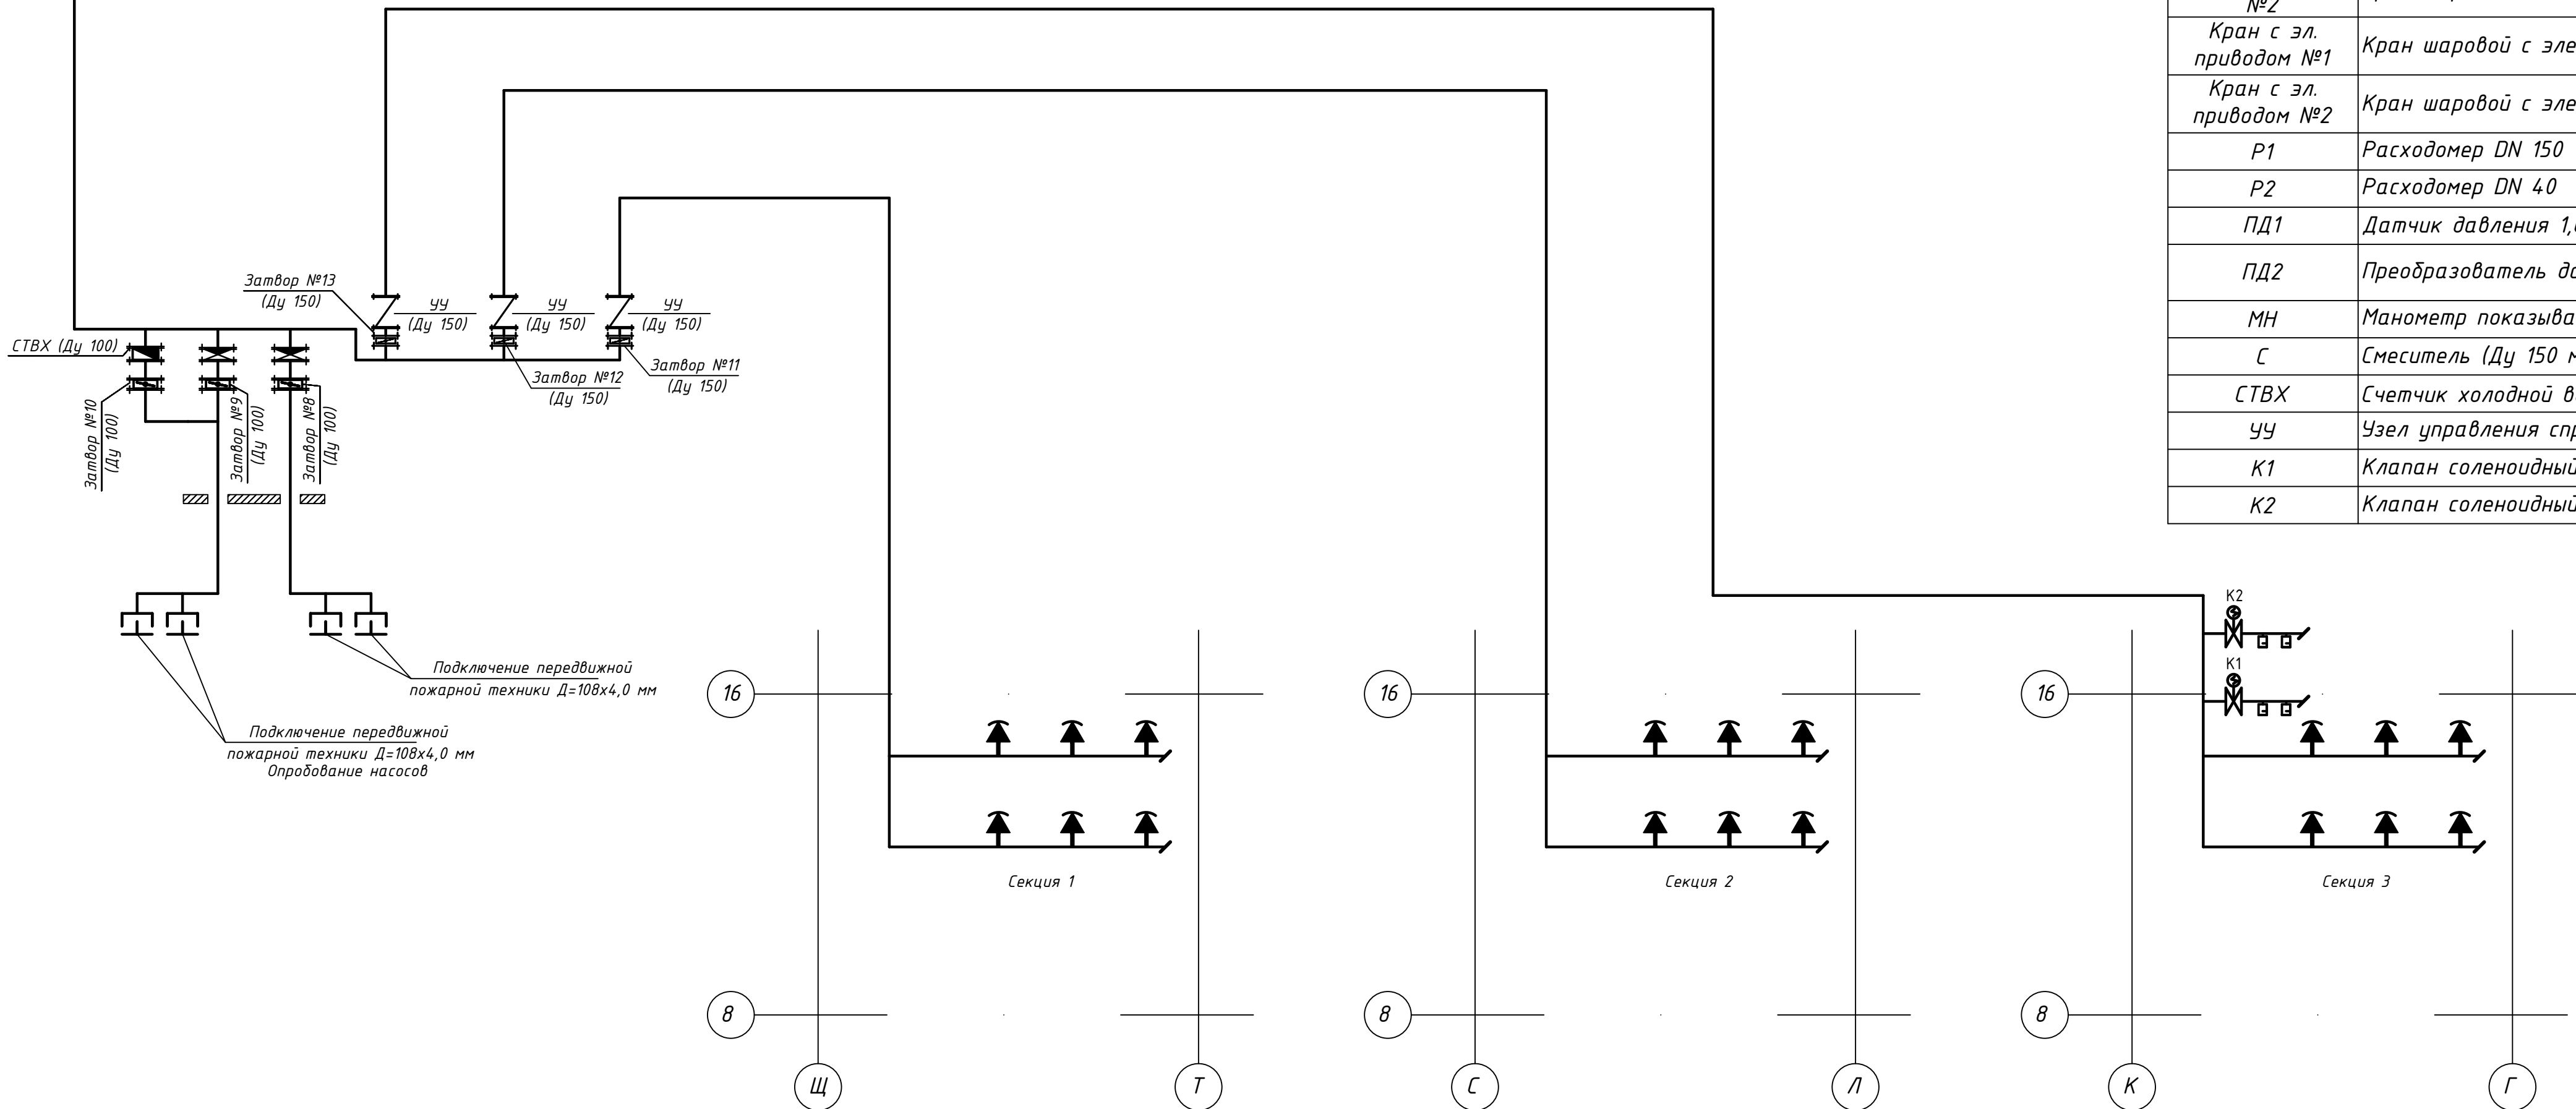 №2
Кран с эл.
приводом №1
Кран шаровой с эле
Кран с эл.
приводом №2
Кран шаровой с эле
Р1
Расходомер DN 150
Р2
Расходомер DN 40
ПД1
Датчик давления 1,
ПД2
Преобразователь да
МН
Манометр показыва
С
Смеситель (Ду 150 м
СТВХ
Счетчик холодной в
УУ
Узел управления спр
К1
Клапан соленоидный
К2
Клапан соленоидный
Затвор №13
(Ду 150)
УУ
(Ду 150)
УУ
(Ду 150)
УУ
(Ду 150)
СТВХ (Ду 100)
Затвор №12
(Ду 150)
Затвор №11
(Ду 150)
Затвор №10
(Ду 100)
Затвор №9
(Ду 100)
Затвор №8
(Ду 100)
Подключение передвижной
пожарной техники Д=108х4,0 мм
Подключение передвижной
пожарной техники Д=108х4,0 мм
Опробование насосов
К2
К1
16
16
16
Секция 1
Секция 2
Секция 3
8
8
8
Щ
Т
С
Л
К
Г